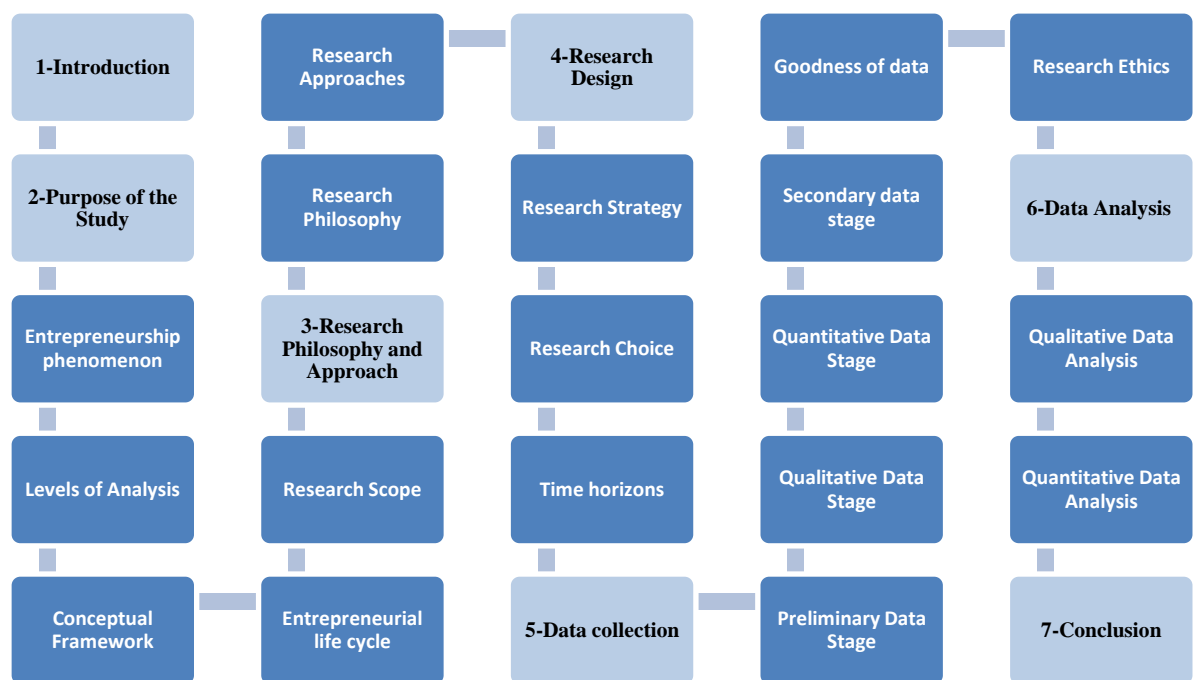 1-Introduction
2-Purpose of the
Study
Entrepreneurship
phenomenon
Levels of Analysis
Conceptual
Framework
Entrepreneurial
life cycle
Research Scope
3-Research
Philosophy and
Approach
Research
Philosophy
Research
Approaches
4-Research
Design
Research Strategy
Research Choice
Time horizons
5-Data collection
Preliminary Data
Stage
Qualitative Data
Stage
Quantitative Data
Stage
Secondary data
stage
Goodness of data
Research Ethics
6-Data Analysis
Qualitative Data
Analysis
Quantitative Data
Analysis
7-Conclusion